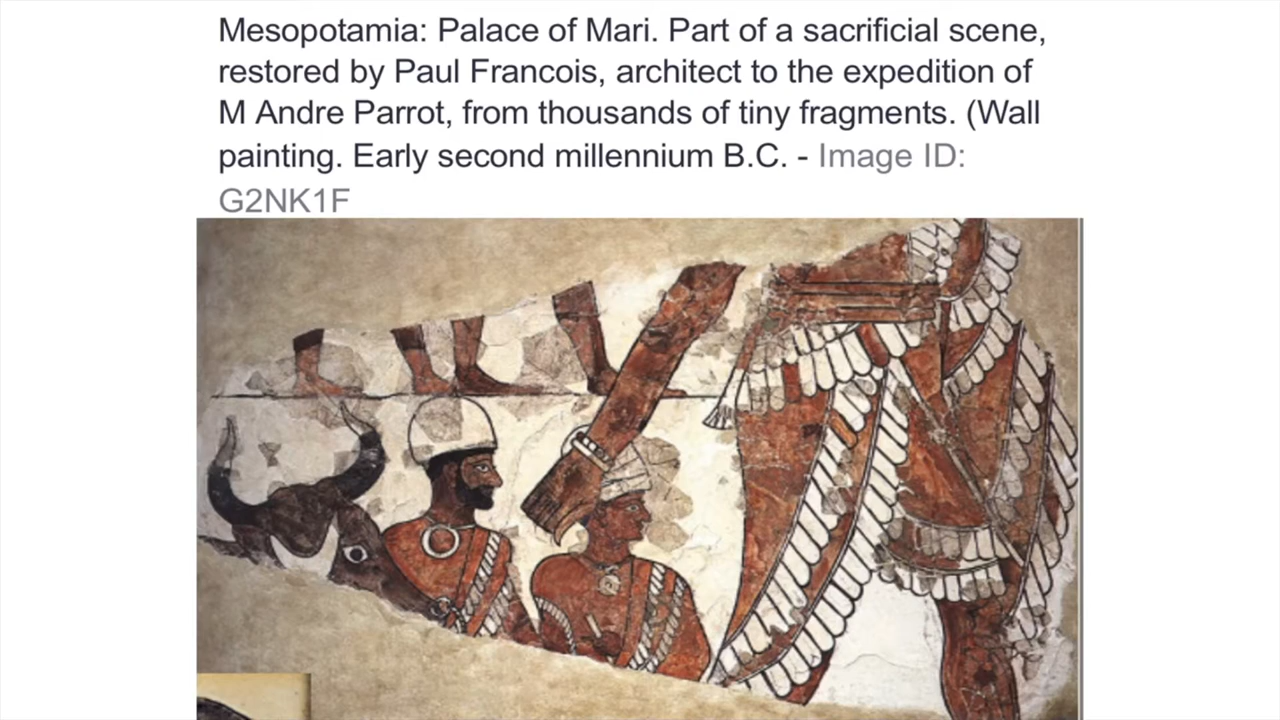 Mesopotamia: Palace of Mari. Part of a sacrificial scene,
restored by Paul Francois, architect to the expedition of
M Andre Parrot, from thousands of tiny fragments. (Wall
painting. Early second millennium B.C. - Image ID:
G2NK1F